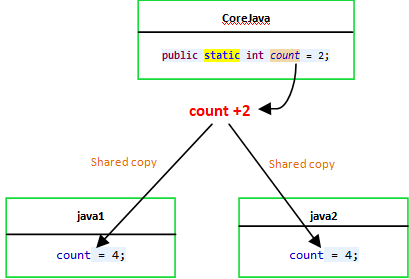 CoreJava
public static int count = 2;
count +2
Shared copy
Shared copy
java1
java2
count = 4;
count = 4;